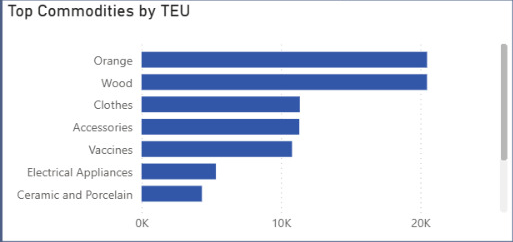 Top Commodities by TEU
Orange
Wood
Clothes
Accessories
Vaccines
Electrical Appliances
Ceramic and Porcelain
0K 10K 20K